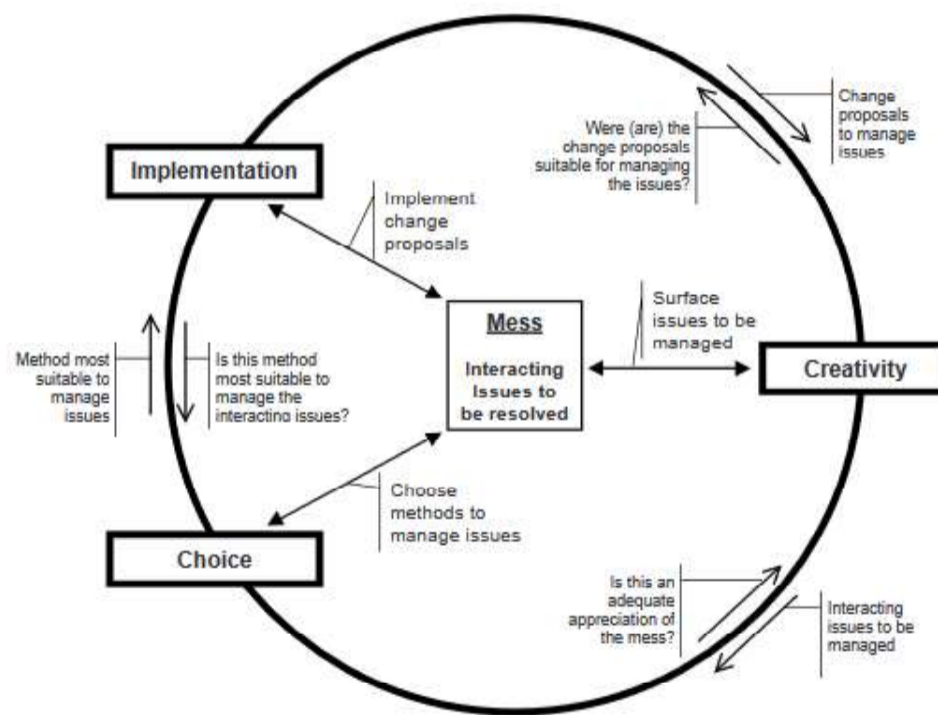 Change
proposals
to manage
issues
Were (are) the
change proposals
suitable for managing
the issues?
Implementation
Implement
change
proposals
Surface
issues to be
managed
Mess
Interacting
Issues to
be resolved
Creativity
Method most
suitable to
manage
issues
Is this method
most suitable to
manage the
interacting issues?
Choose
methods to
manage issues
Choice
Is this an
adequate
appreciation of
the mess?
Interacting
issues to be
managed